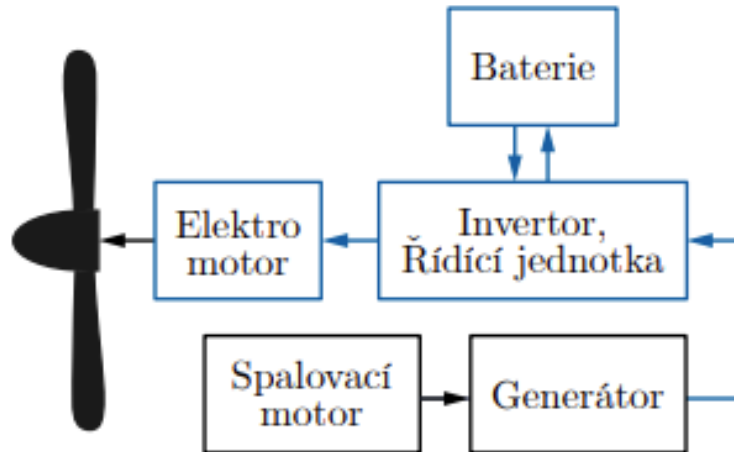 Baterie
Elektro
motor
Invertor,
Řídící jednotka
Spalovací
motor
Generátor